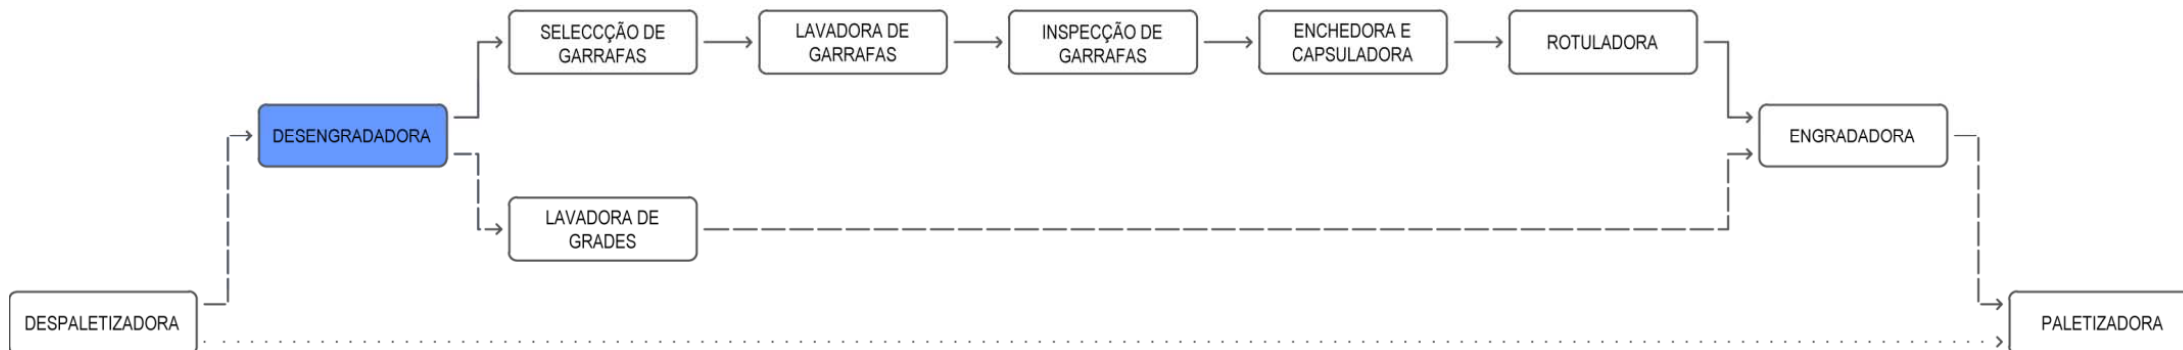 SELECCÇÃO DE
GARRAFAS
LAVADORA DE
GARRAFAS
INSPECÇÃO DE
GARRAFAS
ENCHEDORA E
CAPSULADORA
ROTULADORA
DESENGRADADORA
ENGRADADORA
LAVADORA DE
GRADES
DESPALETIZADORA
PALETIZADORA